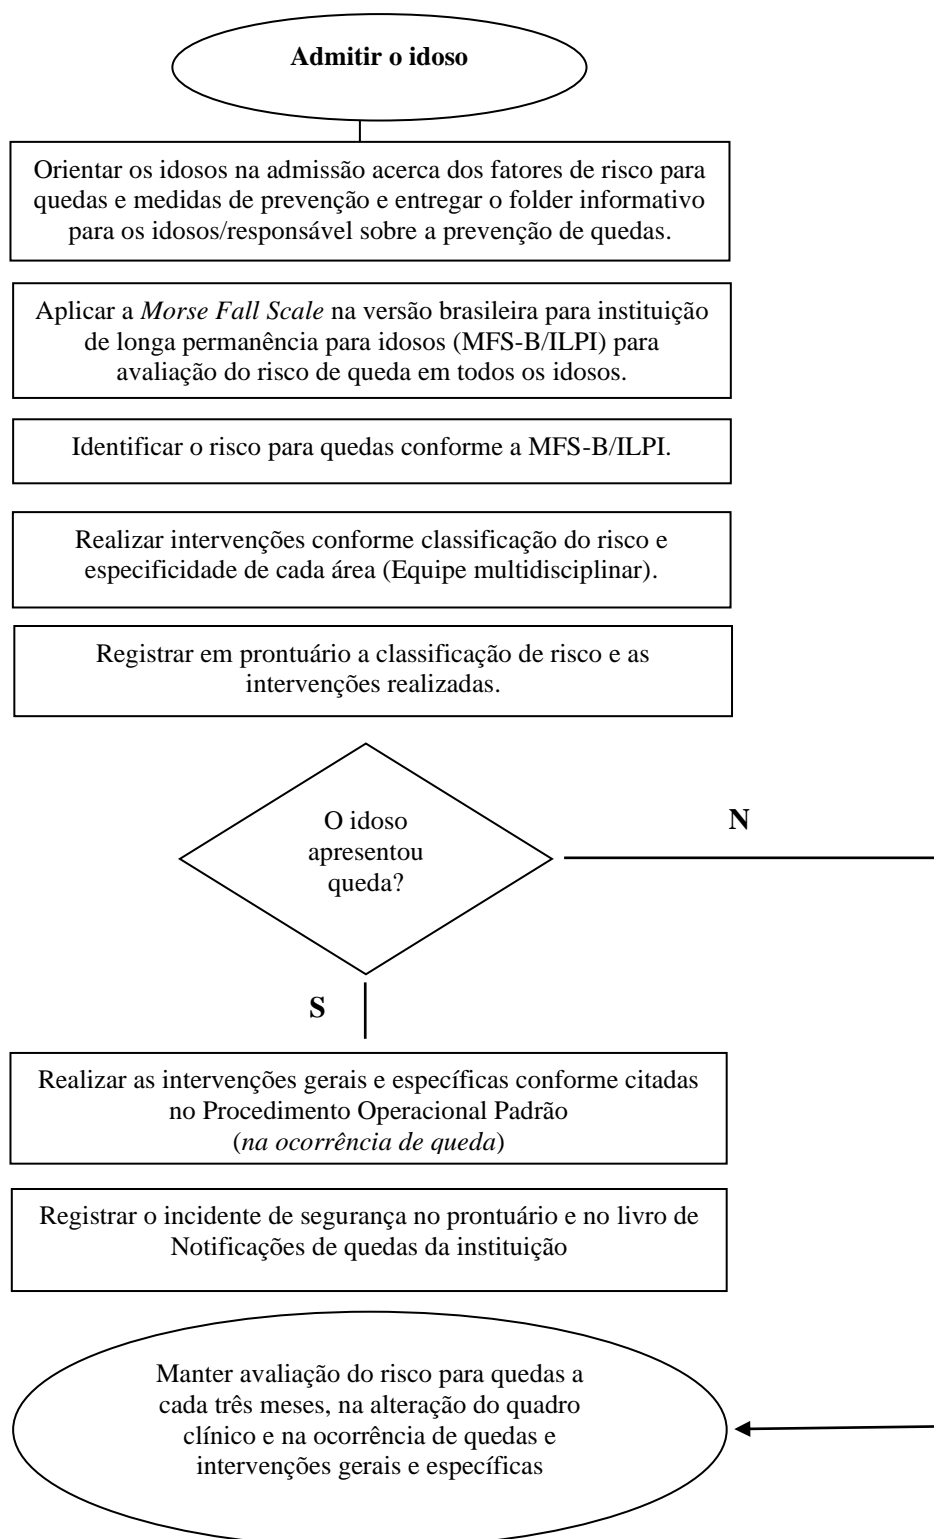 Admitir o idoso
Orientar os idosos na admissão acerca dos fatores de risco para
quedas e medidas de prevenção e entregar o folder informativo
para os idosos/responsável sobre a prevenção de quedas.
Aplicar a Morse Fall Scale na versão brasileira para instituição
de longa permanência para idosos (MFS-B/ILPI) para
avaliação do risco de queda em todos os idosos.
Identificar o risco para quedas conforme a MFS-B/ILPI.
Realizar intervenções conforme classificação do risco e
especificidade de cada área (Equipe multidisciplinar).
Registrar em prontuário a classificação de risco e as
intervenções realizadas.
O idoso
apresentou
queda?
N
S
Realizar as intervenções gerais e específicas conforme citadas
no Procedimento Operacional Padrão
(na ocorrência de queda)
Registrar o incidente de segurança no prontuário e no livro de
Notificações de quedas da instituição
Manter avaliação do risco para quedas a
cada três meses, na alteração do quadro
clínico e na ocorrência de quedas e
intervenções gerais e específicas